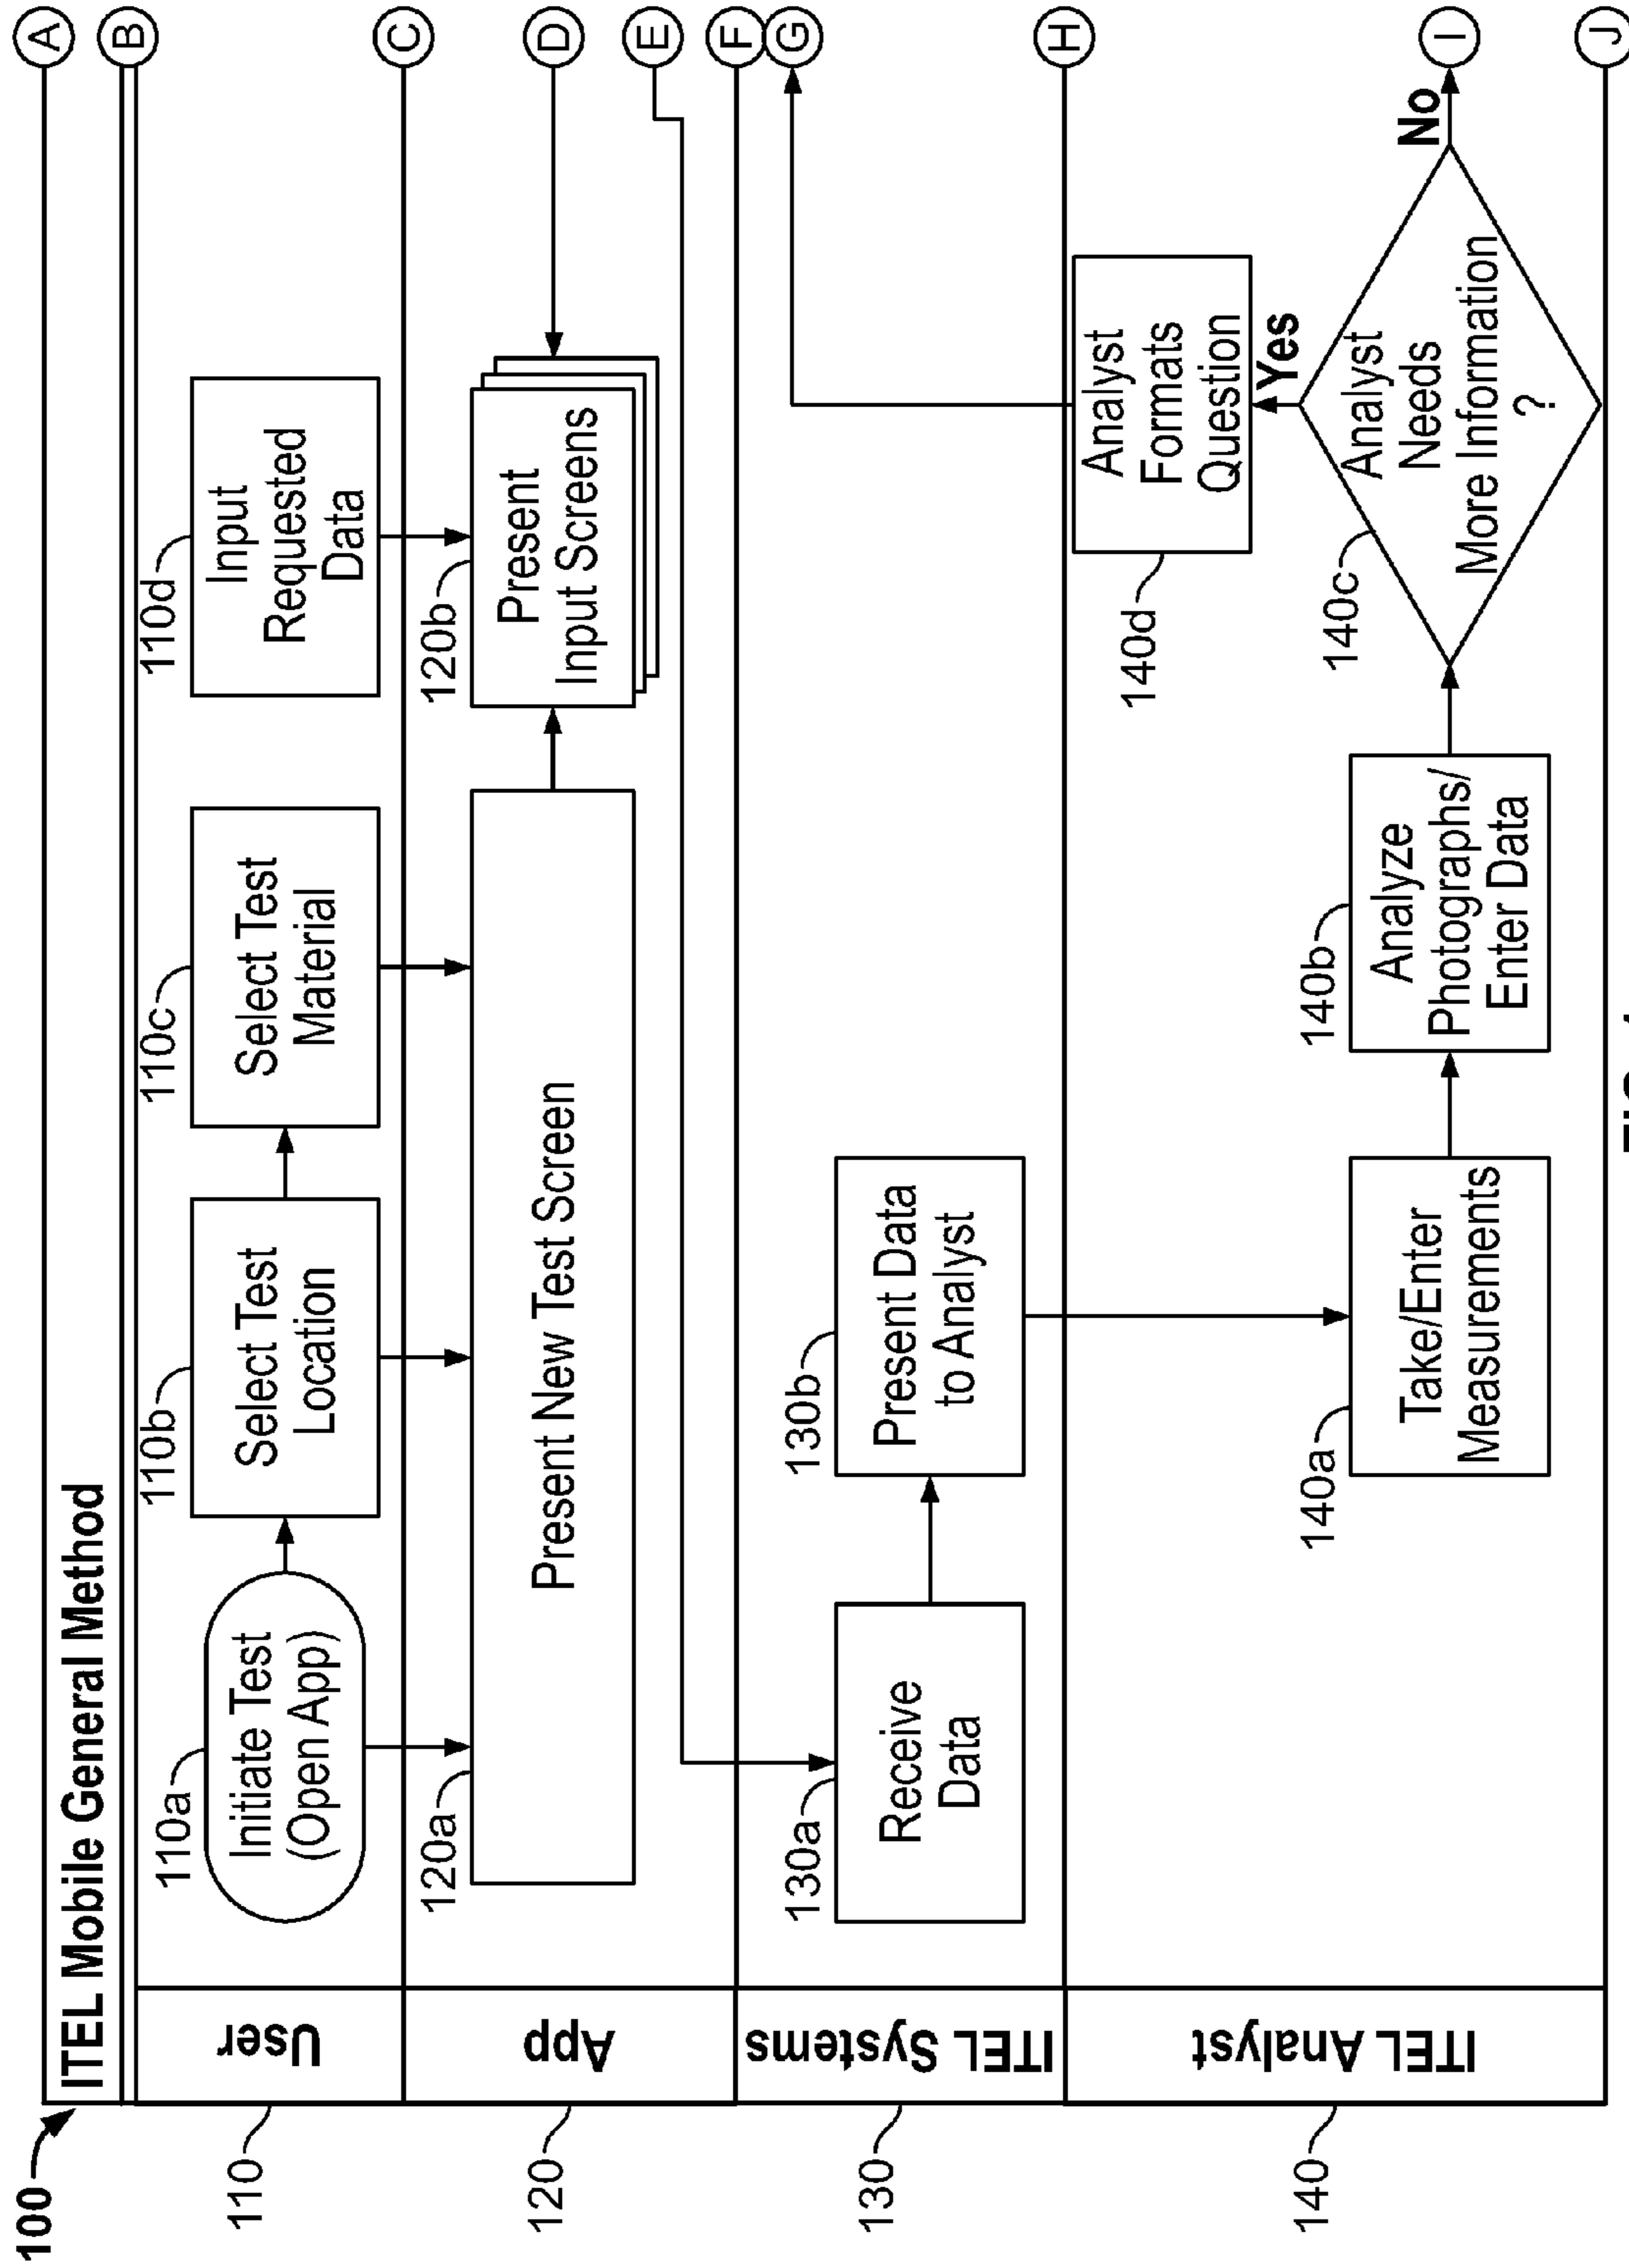 100
ITEL Mobile General Method
A
B
110
User
110a
Initiate Test
(Open App)
110b
Select Test
Location
110c
Select Test
Material
110d
Input
Requested
Data
C
120
App
120a
Present New Test Screen
120b
Present
Input Screens
D
E
F
130
ITEL Systems
130a
Receive
Data
130b
Present Data
to Analyst
G
H
140
ITEL Analyst
140a
Take/Enter
Measurements
140b
Analyze
Photographs/
Enter Data
140c
Analyst
Needs
More Information
?
Yes
No
140d
Analyst
Formats
Question
I
J